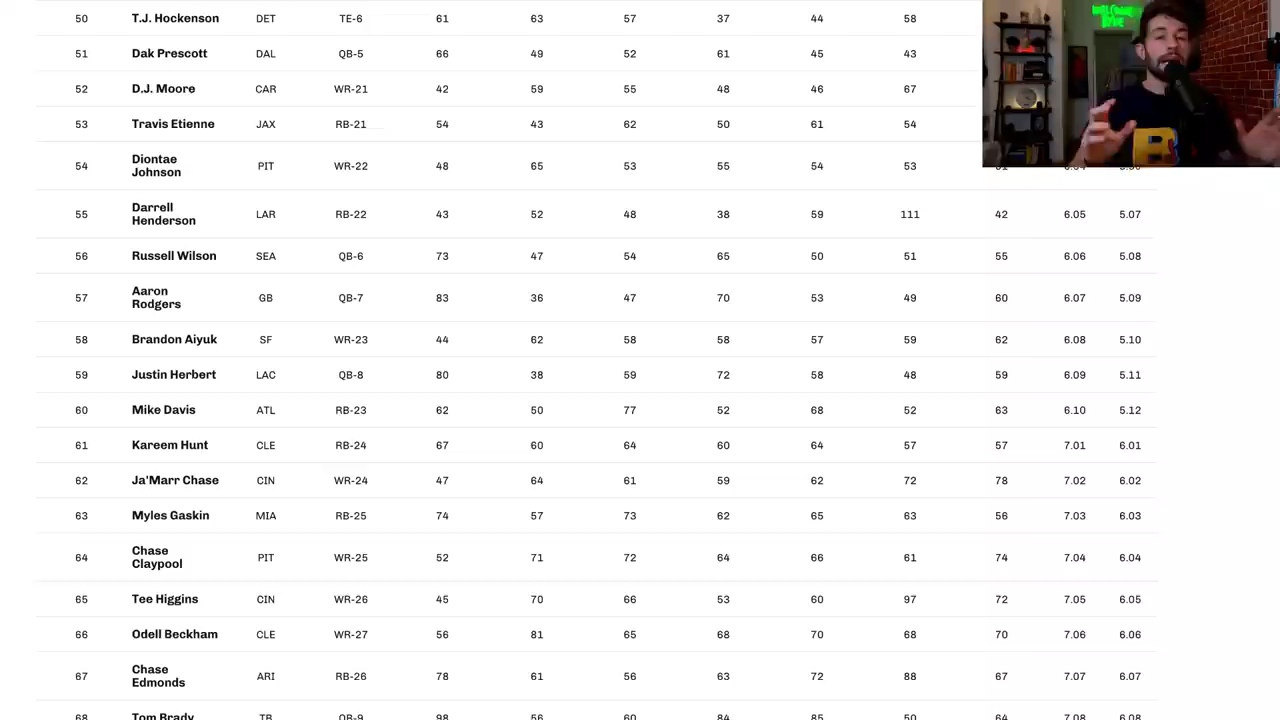 50 T.J. Hockenson DET TE-6 61 63 57 37 44 58
51 Dak Prescott DAL QB-5 66 49 52 61 45 43
52 D.J. Moore CAR WR-21 42 59 55 48 46 67
53 Travis Etienne JAX RB-21 54 43 62 50 61 54
54 Diontae Johnson PIT WR-22 48 65 53 55 54 53
55 Darrell Henderson LAR RB-22 43 52 48 38 59 111 42 6.05 5.07
56 Russell Wilson SEA QB-6 73 47 54 65 50 51 55 6.06 5.08
57 Aaron Rodgers GB QB-7 83 36 47 70 53 49 60 6.07 5.09
58 Brandon Aiyuk SF WR-23 44 62 58 58 57 59 62 6.08 5.10
59 Justin Herbert LAC QB-8 80 38 59 72 58 48 59 6.09 5.11
60 Mike Davis ATL RB-23 62 50 77 52 68 52 63 6.10 5.12
61 Kareem Hunt CLE RB-24 67 60 64 60 64 57 57 7.01 6.01
62 Ja'Marr Chase CIN WR-24 47 64 61 59 62 72 78 7.02 6.02
63 Myles Gaskin MIA RB-25 74 57 73 62 65 63 56 7.03 6.03
64 Chase Claypool PIT WR-25 52 71 72 64 66 61 74 7.04 6.04
65 Tee Higgins CIN WR-26 45 70 66 53 60 97 72 7.05 6.05
66 Odell Beckham CLE WR-27 56 81 65 68 70 68 70 7.06 6.06
67 Chase Edmonds ARI RB-26 78 61 56 63 72 88 67 7.07 6.07
68 Tom Brady TB QB-9 98 56 60 84 85 50 64 7.08 6.08